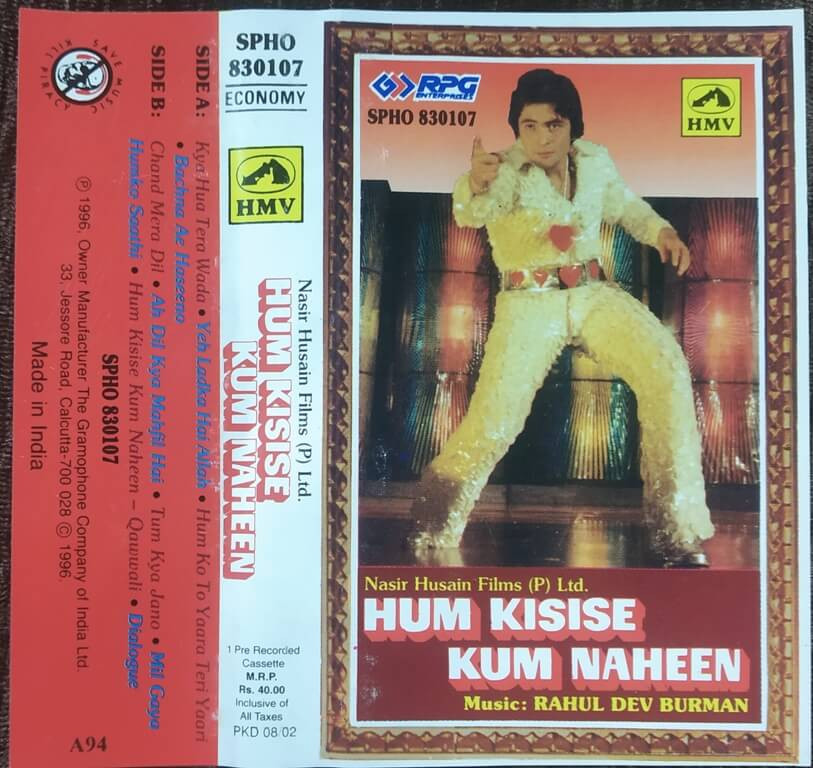 KILL PIRACY
SAVE MUSIC
SIDE A: Kya Hua Tera Wada • Yeh Ladka Hai Allah • Hum Ko To Yaara Teri Yaari
• Bachna Ae Haseeno
SIDE B: Chand Mera Dil • Ah Dil Kya Mahfil Hai • Tum Kya Jano • Mil Gaya
Humko Saathi • Hum Kisise Kum Naheen – Qawwali • Dialogue
SPHO 830107
℗ 1996, Owner Manufacturer The Gramophone Company of India Ltd.
33, Jessore Road, Calcutta-700 028 © 1996.
Made in India
A94
SPHO
830107
ECONOMY
HMV
Nasir Husain Films (P) Ltd.
HUM KISISE
KUM NAHEEN
1 Pre Recorded
Cassette
M.R.P.
Rs. 40.00
Inclusive of
All Taxes
PKD 08/02
RPG
ENTERPRISES
SPHO 830107
HMV
Nasir Husain Films (P) Ltd.
HUM KISISE
KUM NAHEEN
Music: RAHUL DEV BURMAN